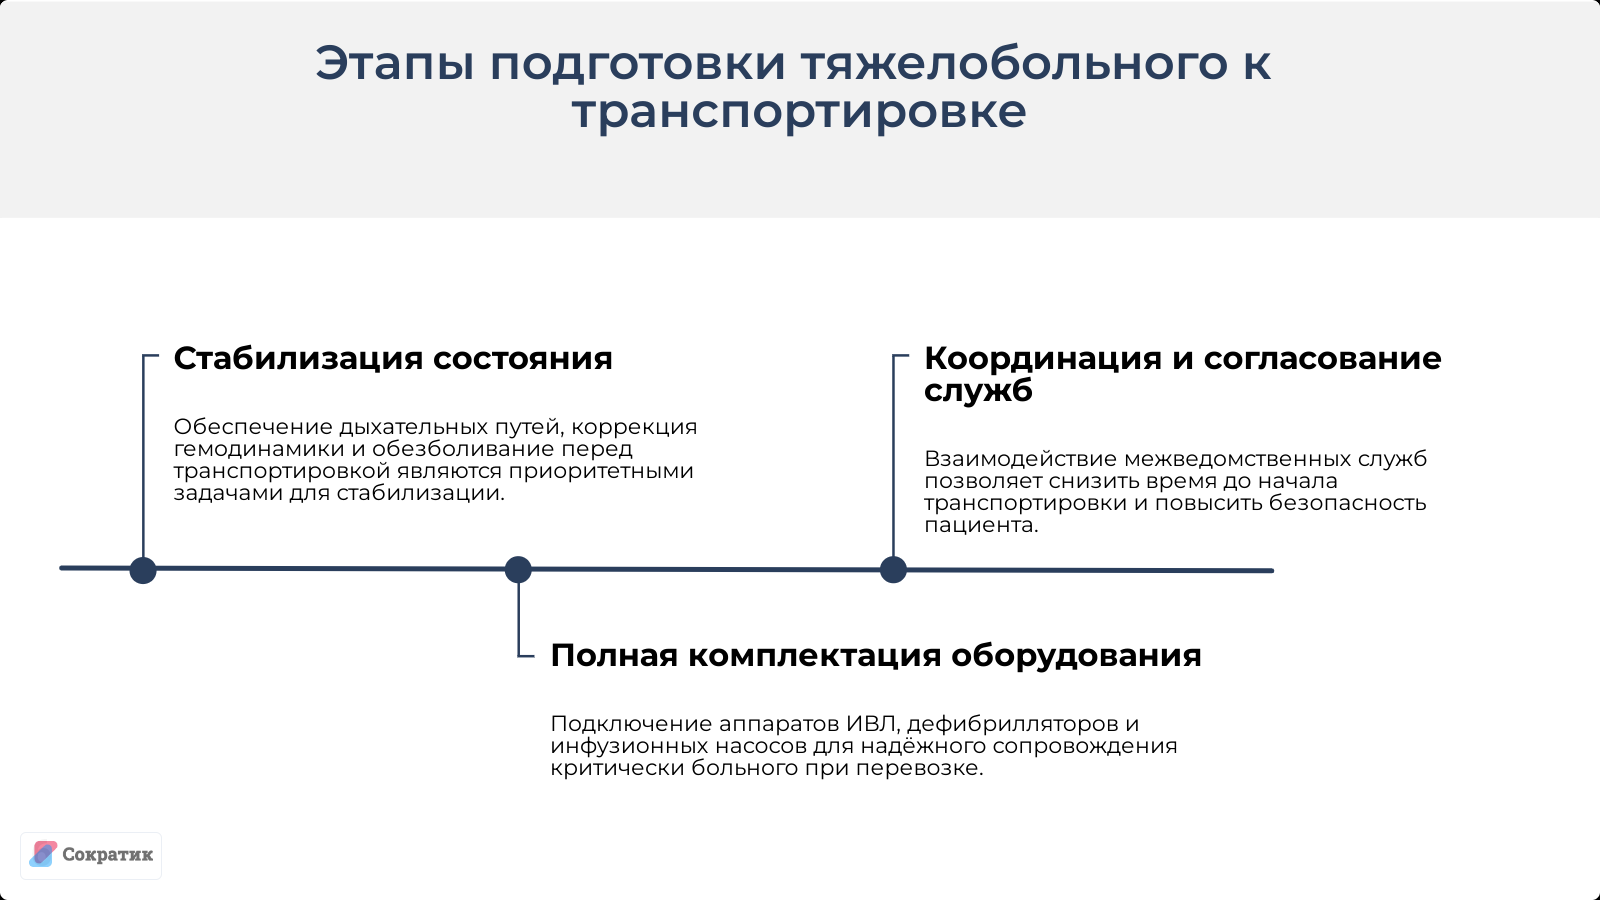 Этапы подготовки тяжелобольного к
транспортировке
Стабилизация состояния
Обеспечение дыхательных путей, коррекция
гемодинамики и обезболивание перед
транспортировкой являются приоритетными
задачами для стабилизации.
Полная комплектация оборудования
Подключение аппаратов ИВЛ, дефибрилляторов и
инфузионных насосов для надёжного сопровождения
критически больного при перевозке.
Координация и согласование
служб
Взаимодействие межведомственных служб
позволяет снизить время до начала
транспортировки и повысить безопасность
пациента.
Сократик